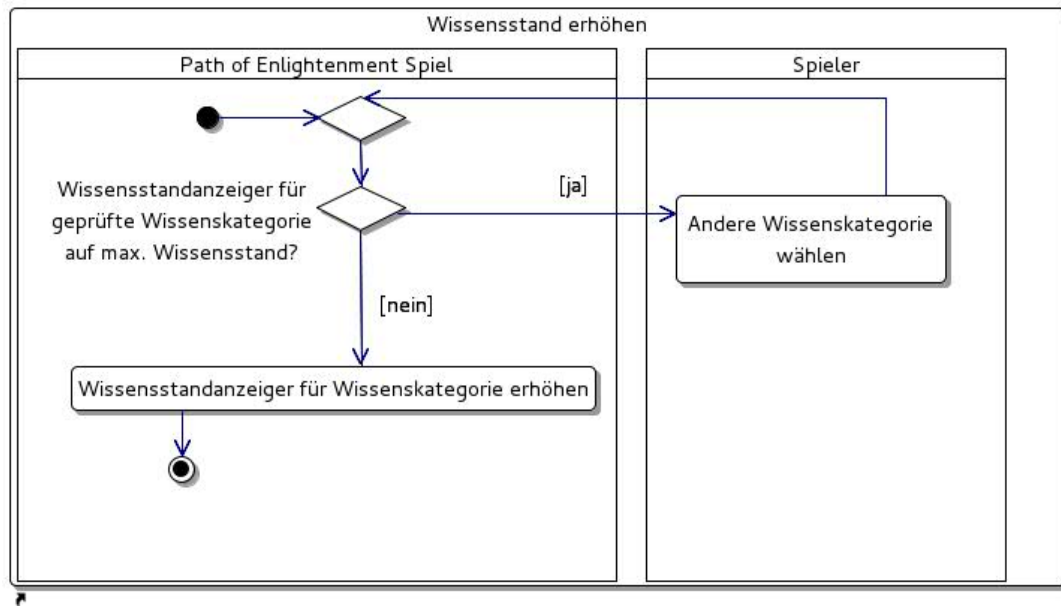 Wissensstand erhöhen
Path of Enlightenment Spiel
Spieler
Wissensstandanzeiger für
geprüfte Wissenskategorie
auf max. Wissensstand?
[ja]
Andere Wissenskategorie
wählen
[nein]
Wissensstandanzeiger für Wissenskategorie erhöhen